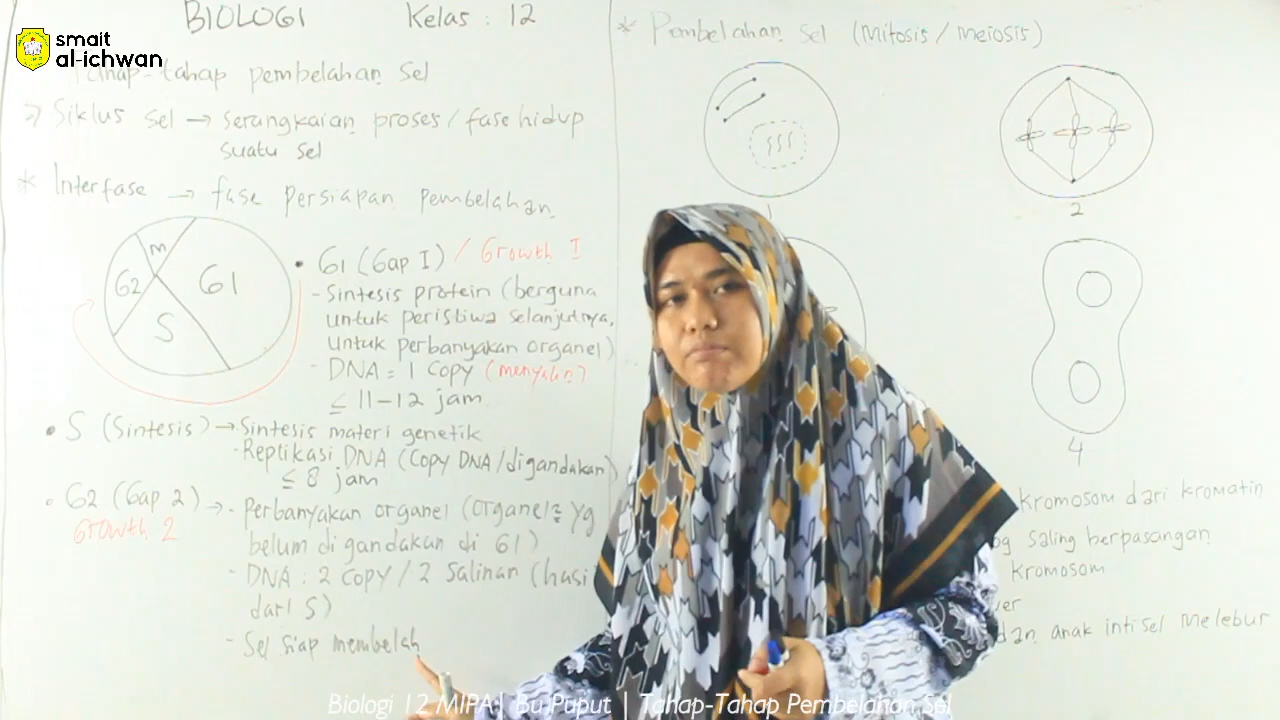 smait
al-ichwan
BIOLOGI Kelas : 12
Tahap-tahap pembelahan sel
=> Siklus sel → serangkaian proses/fase hidup
suatu sel
* Interfase → fase persiapan pembelahan
m
G2
G1
S
• G1 (Gap I) / Growth I
- Sintesis protein (berguna
untuk peristiwa selanjutnya,
untuk perbanyakan organel)
- DNA = 1 Copy (menyalin)
≤ 11-12 jam
• S (Sintesis) → - Sintesis materi genetik
- Replikasi DNA (Copy DNA/digandakan)
≤ 8 jam
• G2 (Gap 2) → - Perbanyakan organel (organel2 yg
Growth 2
belum digandakan di G1)
- DNA : 2 Copy / 2 Salinan (hasi
dari S)
- Sel siap membelah
* Pembelahan sel (Mitosis / Meiosis)
1
2
4
kromosom dari kromatin
og saling berpasangan
kromosom
ver
dan anak inti sel melebur
Biologi 12 MIPA | Bu Puput | Tahap-Tahap Pembelahan Sel